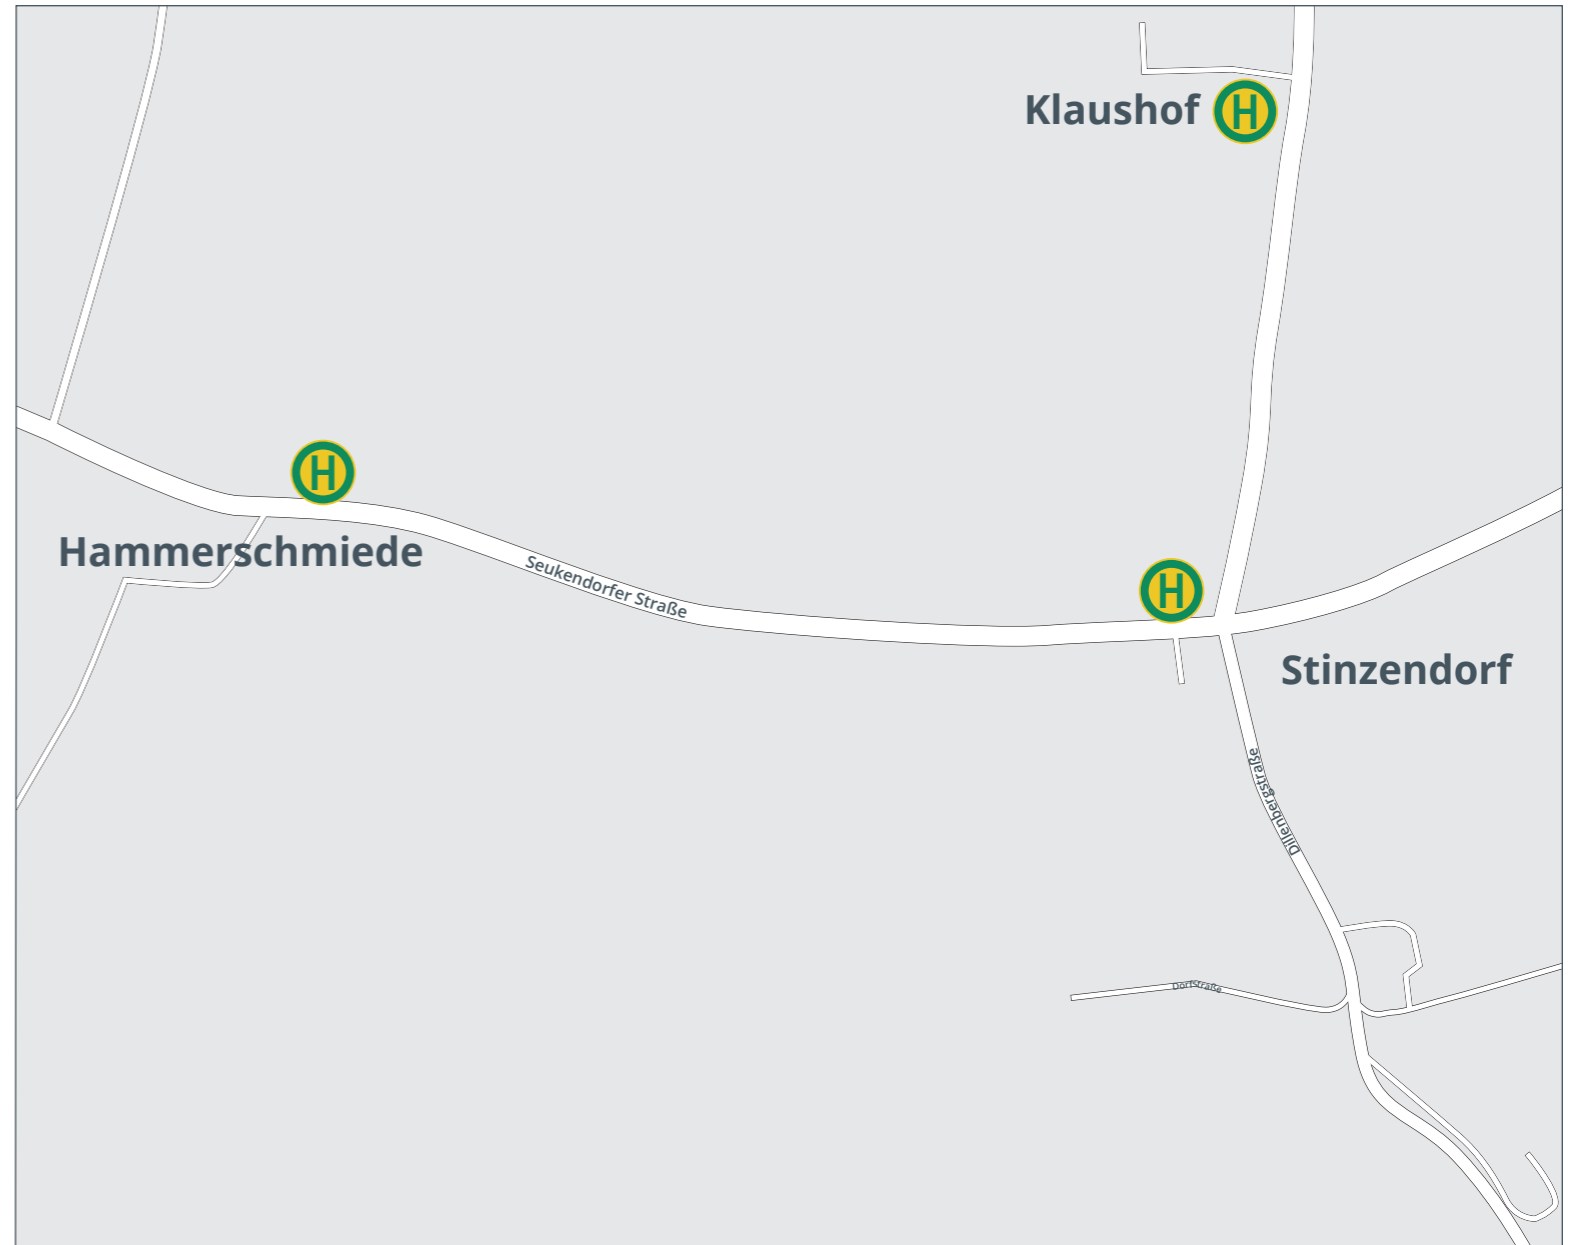 Klaushof H
H
Hammerschmiede
Seukendorfer Straße
H
Stinzendorf
Dillenbergstraße
Dorfstraße